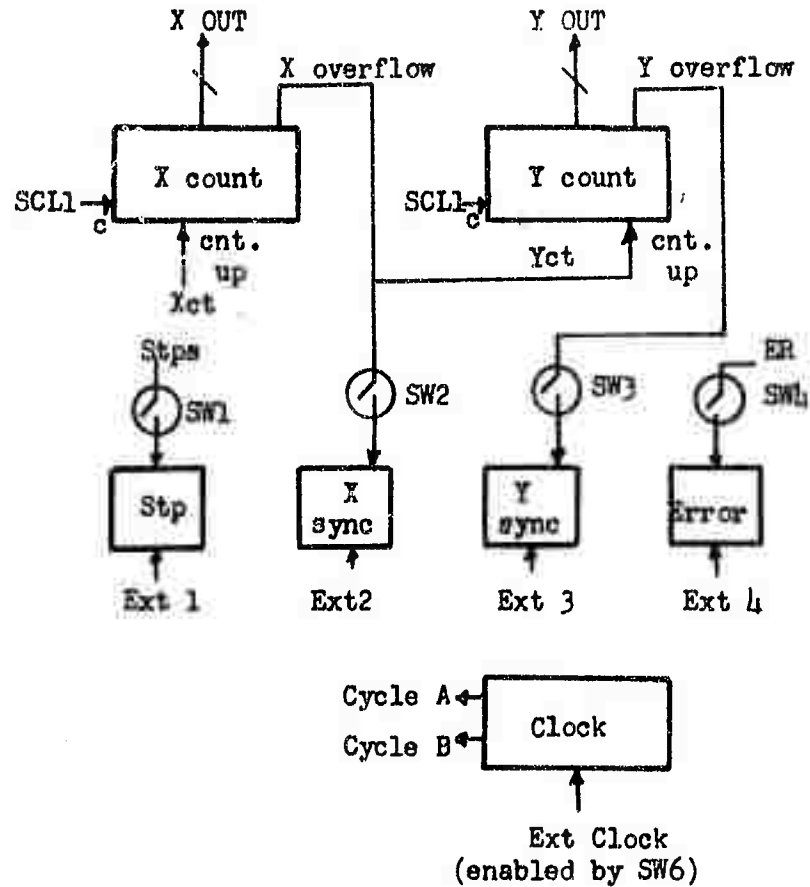 X OUT
Y OUT
X overflow
Y overflow
X count
Y count
SCL1
c
SCL1
c
cnt.
up
Xct
Yct
cnt.
up
Stps
ER
SW1
SW2
SW3
SW4
Stp
X
sync
Y
sync
Error
Ext 1
Ext2
Ext 3
Ext 4
Cycle A
Cycle B
Clock
Ext Clock
(enabled by SW6)